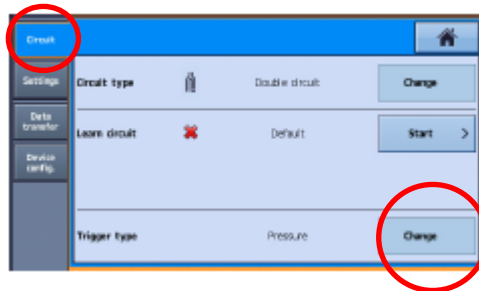 Circuit
Settings
Data
transfer
Device
config.
Circuit type
Double circuit
Change
Learn circuit
Default
Start
Trigger type
Pressure
Change